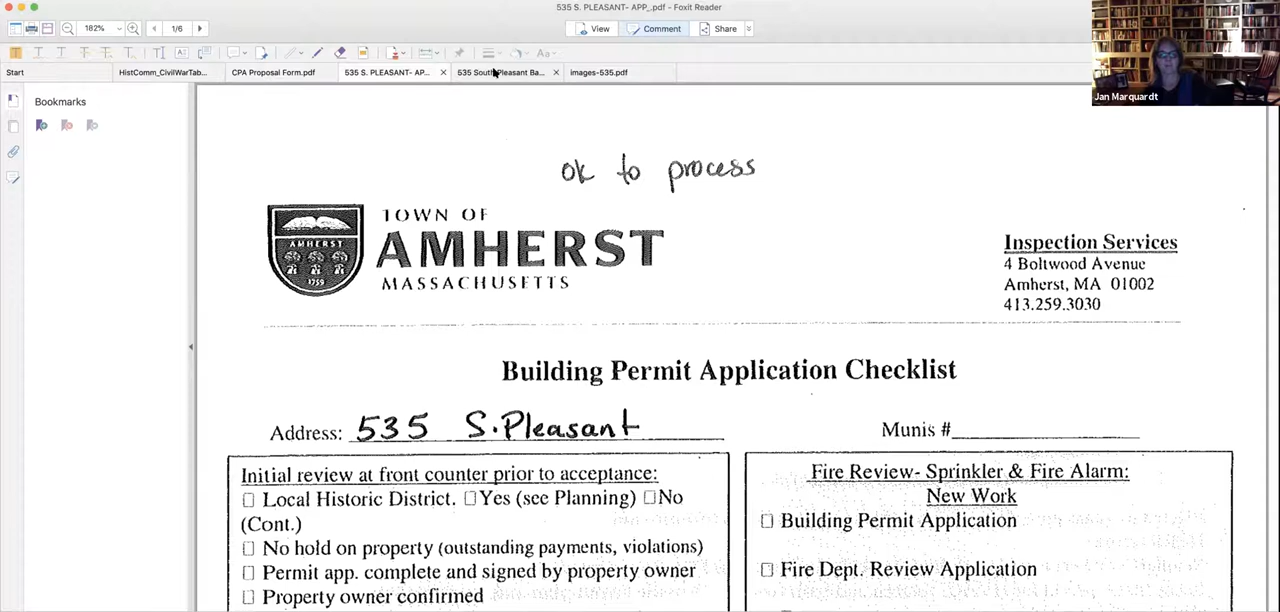 535 S. PLEASANT- APP_.pdf - Foxit Reader
182%
1/6
View
Comment
Share
Start
HistComm_CivilWarTab...
CPA Proposal Form.pdf
535 S. PLEASANT- AP...
535 South Pleasant Ba...
images-535.pdf
Jan Marquardt
Bookmarks
ok to process
TOWN OF
AMHERST
MASSACHUSETTS
AMHERST
1759
Inspection Services
4 Boltwood Avenue
Amherst, MA 01002
413.259.3030
Building Permit Application Checklist
Address: 535 S. Pleasant
Munis #
Initial review at front counter prior to acceptance:
Local Historic District. Yes (see Planning) No
(Cont.)
No hold on property (outstanding payments, violations)
Permit app. complete and signed by property owner
Property owner confirmed
Fire Review- Sprinkler & Fire Alarm:
New Work
Building Permit Application
Fire Dept. Review Application